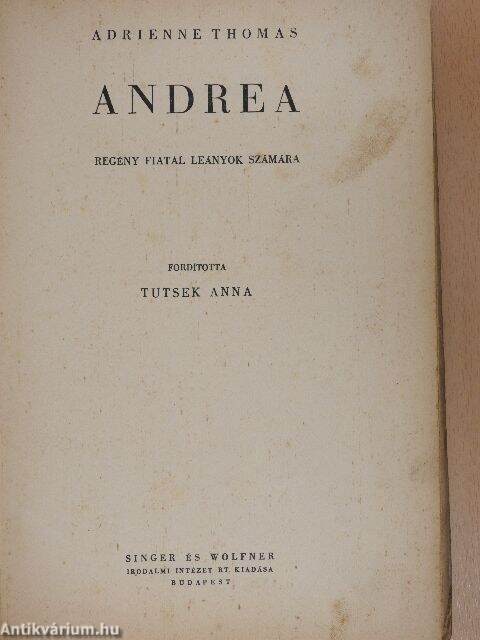 ADRIENNE THOMAS
ANDREA
REGÉNY FIATAL LEÁNYOK SZÁMÁRA
FORDÍTOTTA
TUTSEK ANNA
SINGER ÉS WOLFNER
IRODALMI INTÉZET RT. KIADÁSA
BUDAPEST
Antikvárium.hu